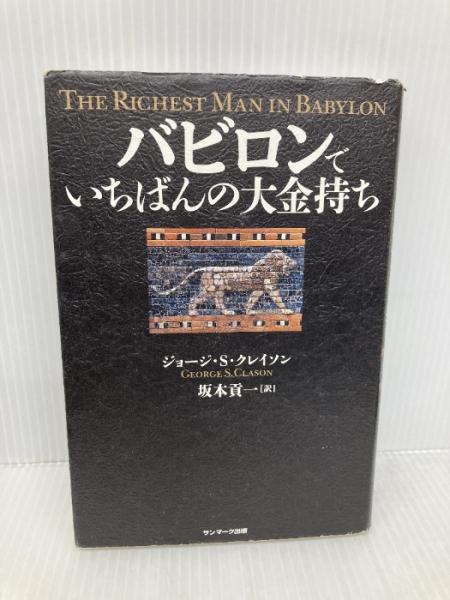 THE RICHEST MAN IN BABYLON
バビロンで
いちばんの大金持ち
ジョージ・S・クレイソン
GEORGE S. CLASON
坂本貢一[訳]
サンマーク出版